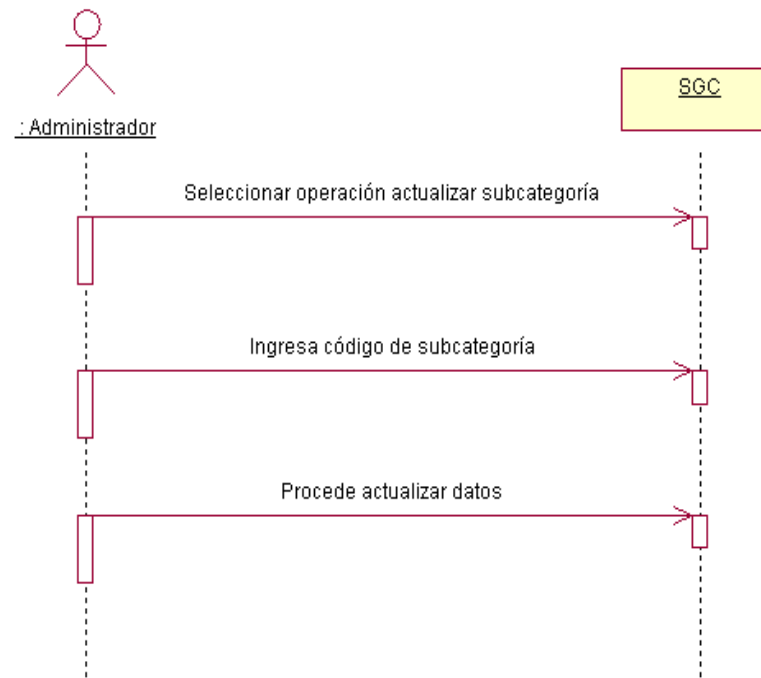 SGC
: Administrador
Seleccionar operación actualizar subcategoría
Ingresa código de subcategoría
Procede actualizar datos